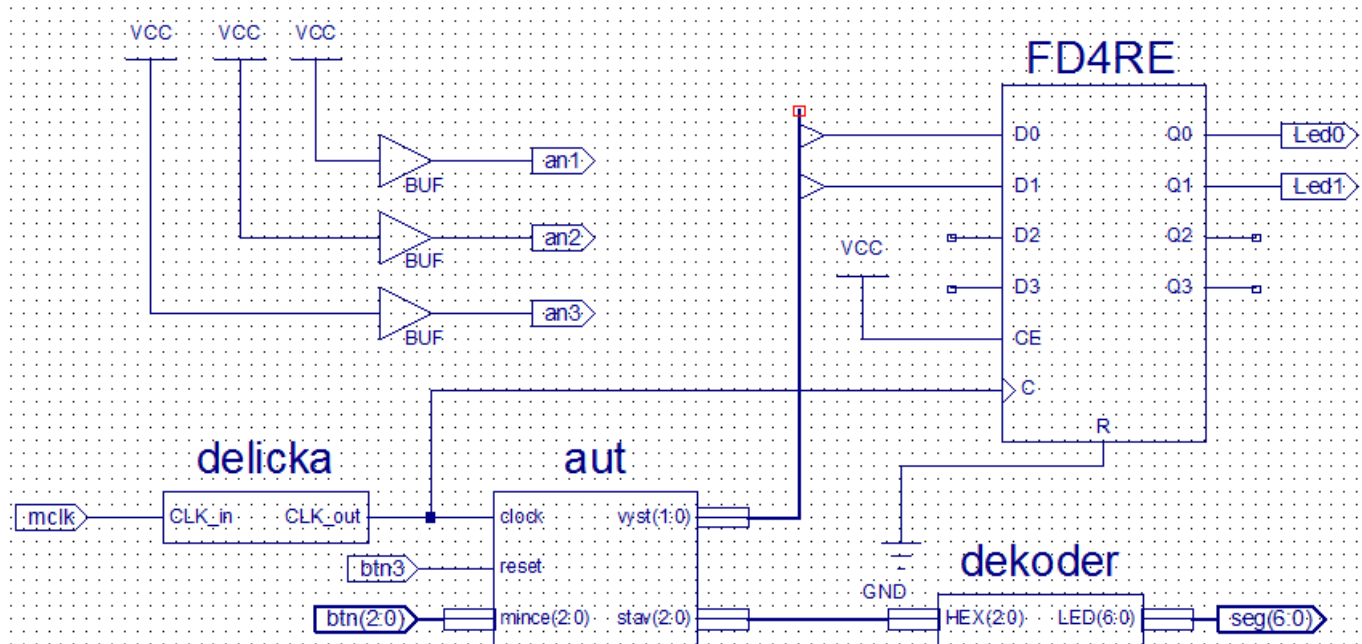 VCC VCC VCC
FD4RE
D0 Q0 Led0
an1
BUF
D1 Q1 Led1
an2
D2 Q2
VCC
BUF
D3 Q3
an3
BUF
CE
C
R
delicka aut
mclk CLK_in CLK_out clock vyst(1:0)
btn3 reset
dekoder
GND
btn(2:0) mince(2:0) stav(2:0) HEX(2:0) LED(6:0) seg(6:0)